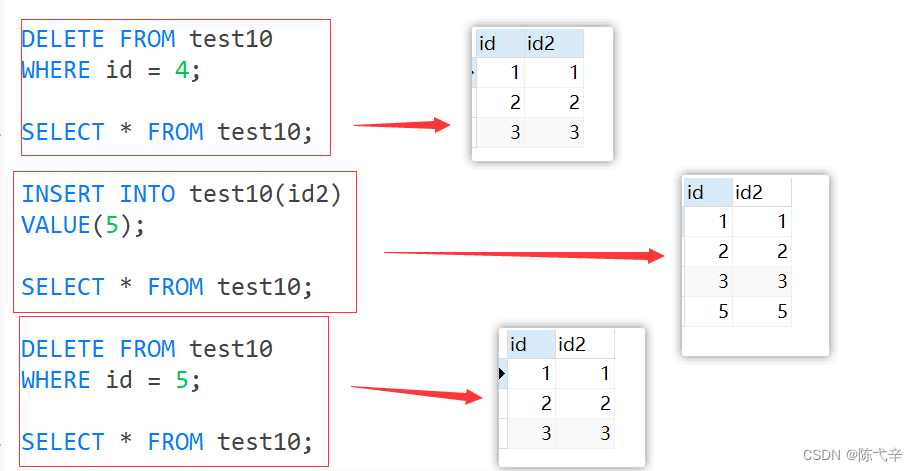 DELETE FROM test10
WHERE id = 4;
SELECT * FROM test10;
id id2
1 1
2 2
3 3
INSERT INTO test10(id2)
VALUE(5);
SELECT * FROM test10;
id id2
1 1
2 2
3 3
5 5
DELETE FROM test10
WHERE id = 5;
SELECT * FROM test10;
id id2
1 1
2 2
3 3
CSDN @陈弋辛